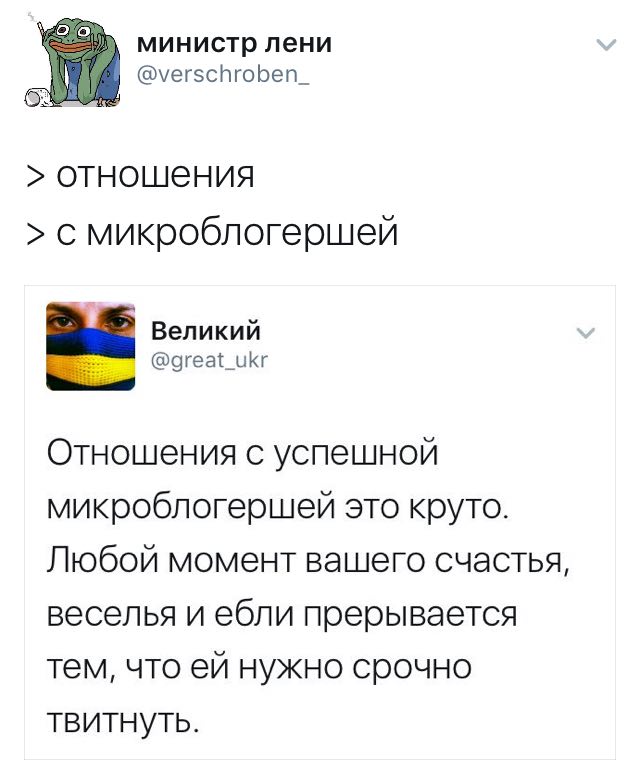 министр лени
@verschroben_
> отношения
> с микроблогершей
Великий
@great_ukr
Отношения с успешной
микроблогершей это круто.
Любой момент вашего счастья,
веселья и ебли прерывается
тем, что ей нужно срочно
твитнуть.